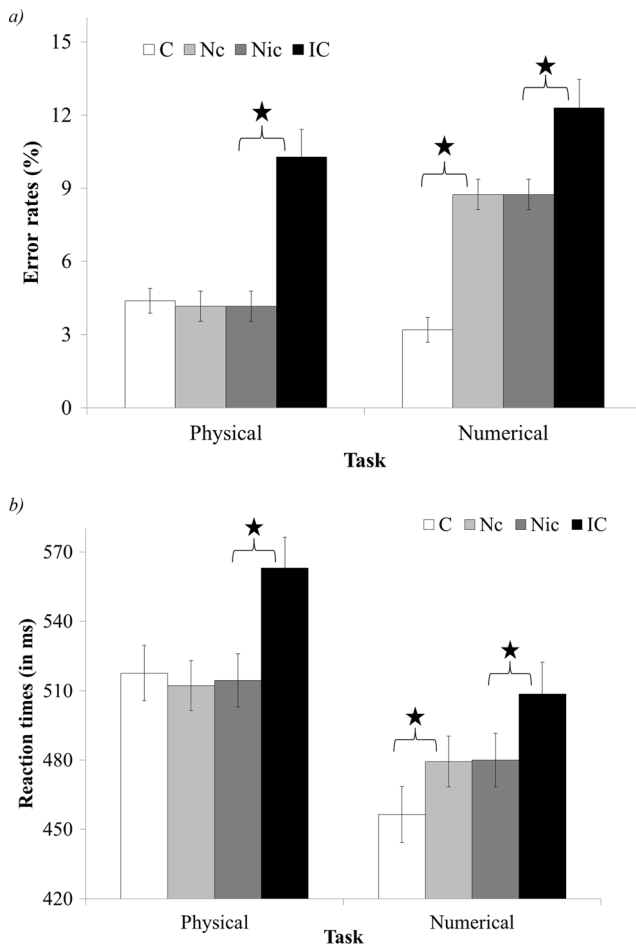 a)
15
C Nc Nic IC
12
9
6
3
0
Error rates (%)
Physical Numerical
Task
b)
C Nc Nic IC
570
540
510
480
450
420
Reaction times (in ms)
Physical Numerical
Task